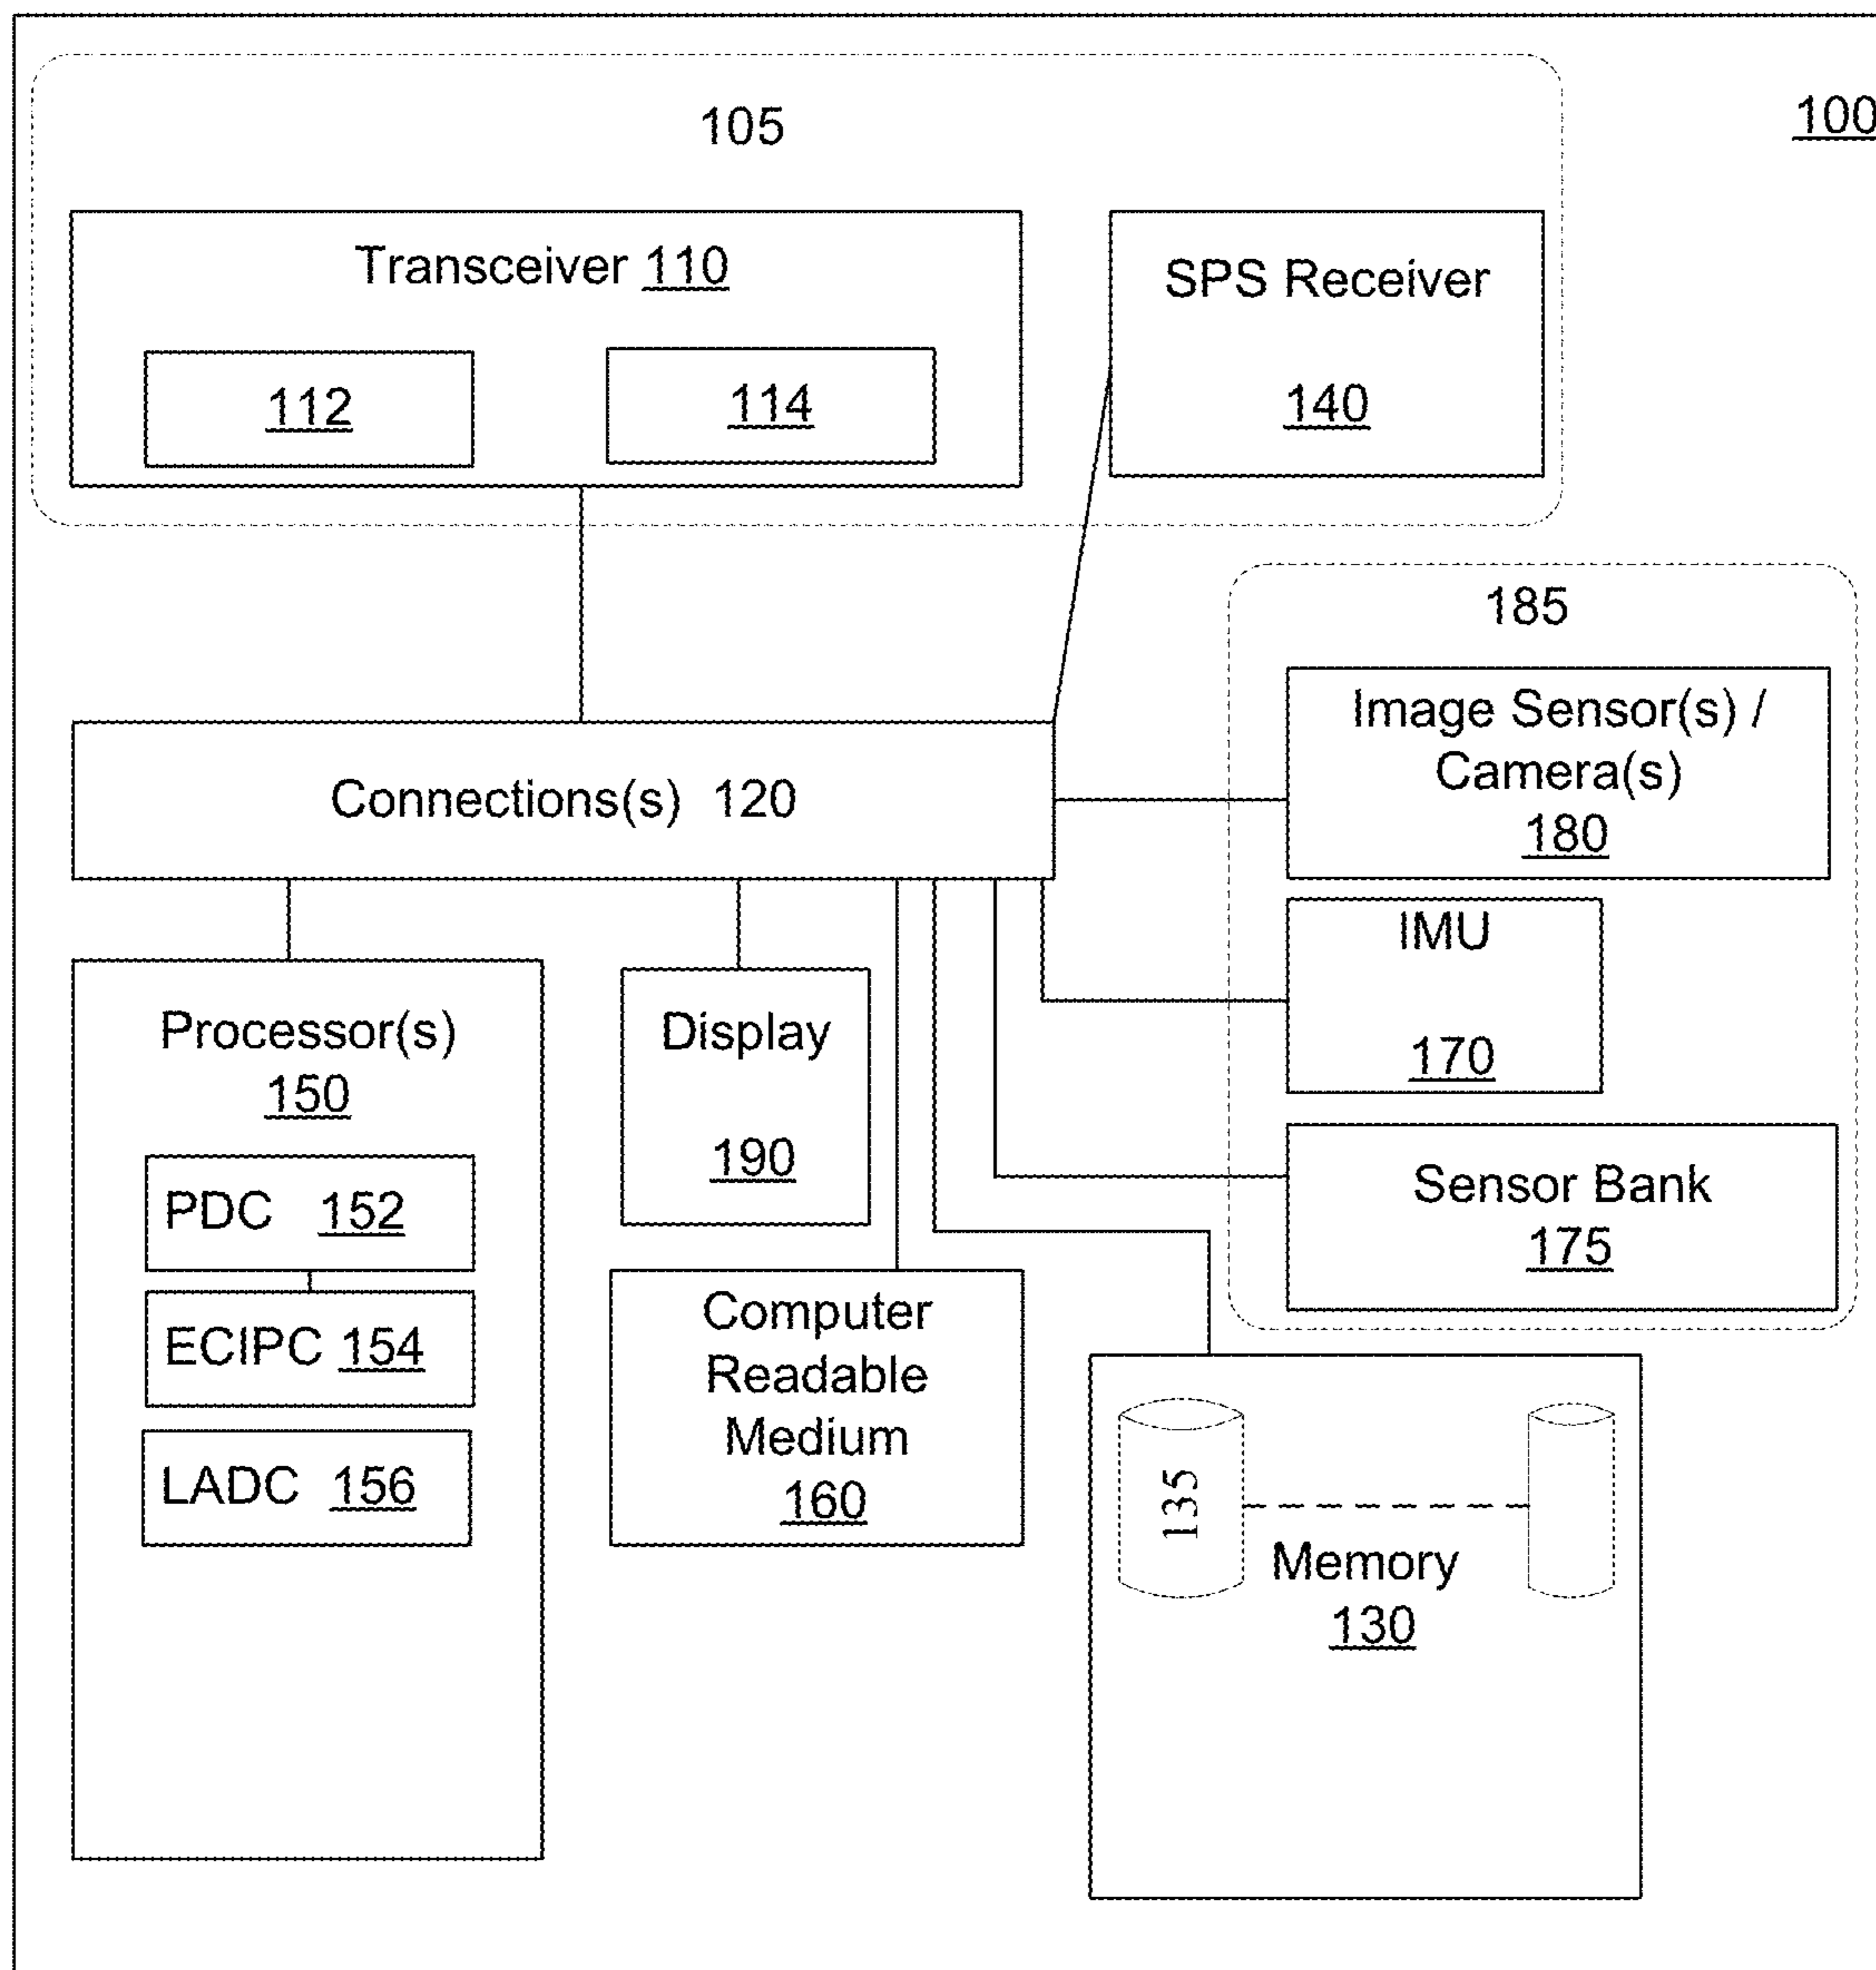 105
100
Transceiver 110
112
114
SPS Receiver
140
185
Image Sensor(s) /
Camera(s)
180
Connections(s) 120
IMU
170
Sensor Bank
175
Processor(s)
150
PDC 152
ECIPC 154
LADC 156
Display
190
Computer
Readable
Medium
160
135
Memory
130